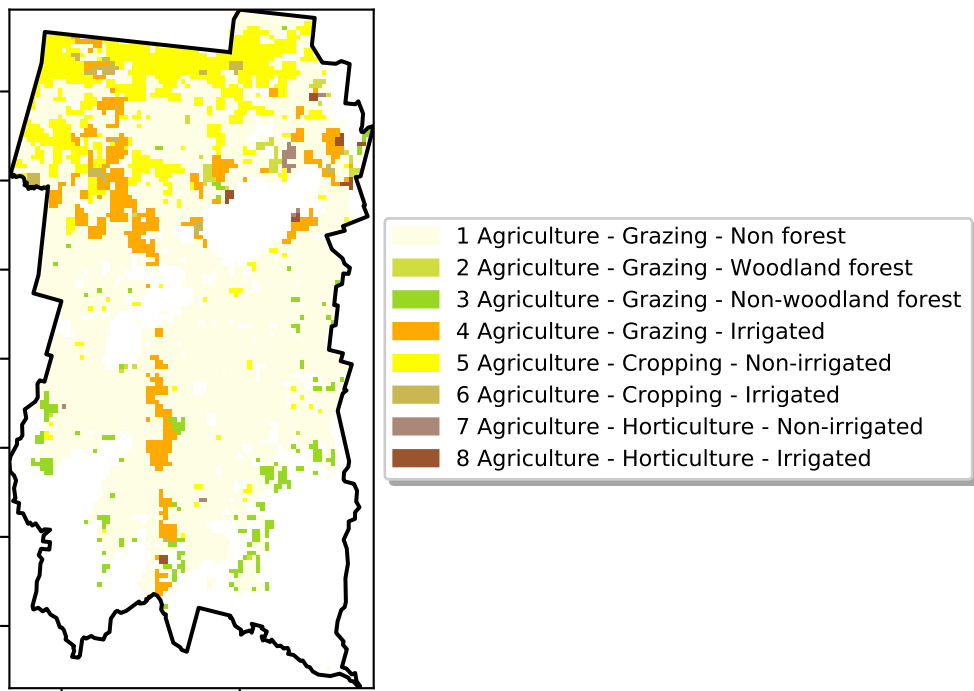 1 Agriculture - Grazing - Non forest
2 Agriculture - Grazing - Woodland forest
3 Agriculture - Grazing - Non-woodland forest
4 Agriculture - Grazing - Irrigated
5 Agriculture - Cropping - Non-irrigated
6 Agriculture - Cropping - Irrigated
7 Agriculture - Horticulture - Non-irrigated
8 Agriculture - Horticulture - Irrigated